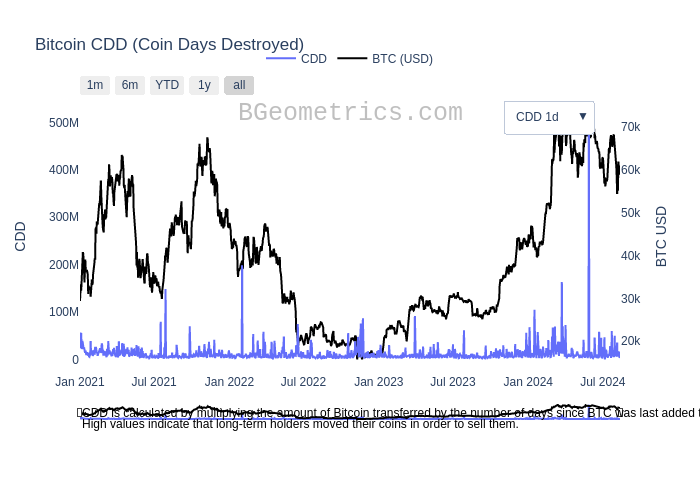 Bitcoin CDD (Coin Days Destroyed)
CDD BTC (USD)
1m 6m YTD 1y all
BGeometrics.com
CDD 1d ▼
500M
400M
300M
200M
100M
0
CDD
70k
60k
50k
40k
30k
20k
BTC USD
Jan 2021 Jul 2021 Jan 2022 Jul 2022 Jan 2023 Jul 2023 Jan 2024 Jul 2024
CDD is calculated by multiplying the amount of Bitcoin transferred by the number of days since BTC was last added t
High values indicate that long-term holders moved their coins in order to sell them.